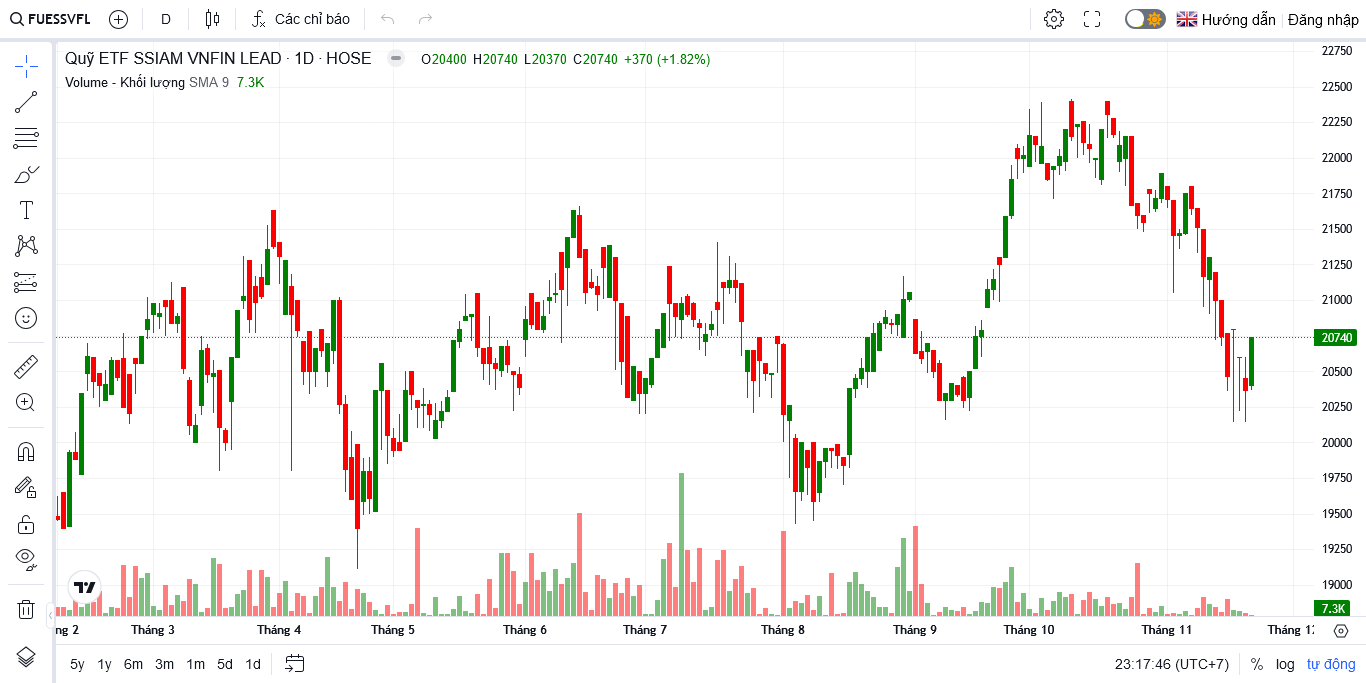 FUESSVFL D Các chỉ báo Hướng dẫn Đăng nhập
Quỹ ETF SSIAM VNFIN LEAD · 1D · HOSE O20400 H20740 L20370 C20740 +370 (+1.82%)
Volume - Khối lượng SMA 9 7.3K
22750
22500
22250
22000
21750
21500
21250
21000
20740
20500
20250
20000
19750
19500
19250
19000
7.3K
ng 2 Tháng 3 Tháng 4 Tháng 5 Tháng 6 Tháng 7 Tháng 8 Tháng 9 Tháng 10 Tháng 11 Tháng 12
5y 1y 6m 3m 1m 5d 1d 23:17:46 (UTC+7) % log tự động